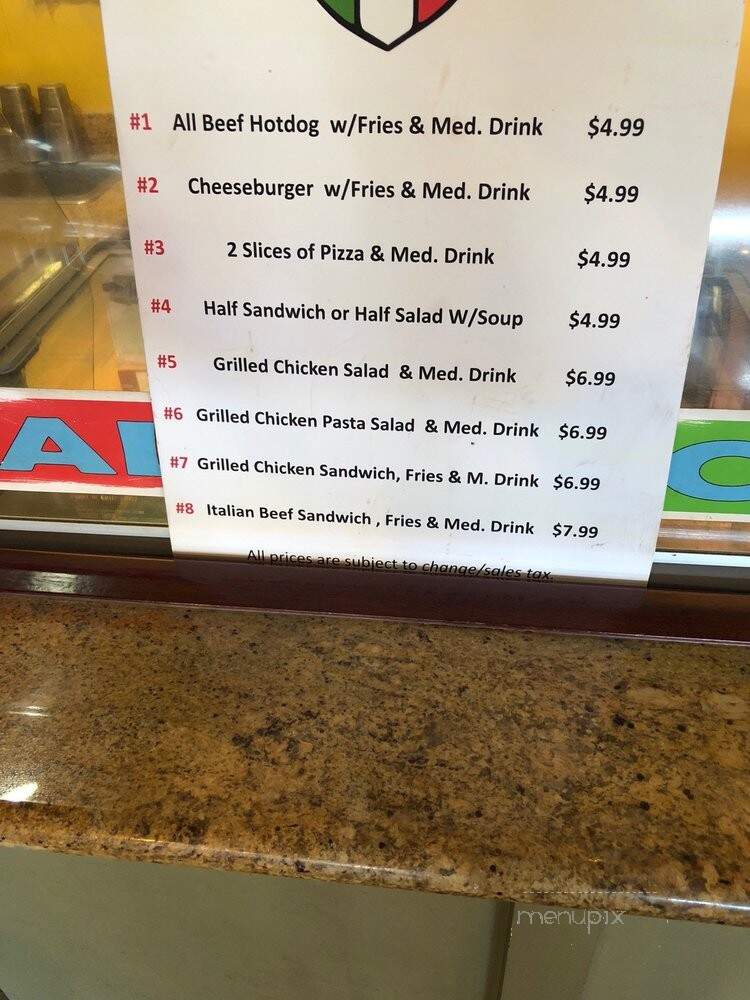 #1 All Beef Hotdog w/Fries & Med. Drink $4.99
#2 Cheeseburger w/Fries & Med. Drink $4.99
#3 2 Slices of Pizza & Med. Drink $4.99
#4 Half Sandwich or Half Salad W/Soup $4.99
#5 Grilled Chicken Salad & Med. Drink $6.99
#6 Grilled Chicken Pasta Salad & Med. Drink $6.99
#7 Grilled Chicken Sandwich, Fries & M. Drink $6.99
#8 Italian Beef Sandwich , Fries & Med. Drink $7.99
All prices are subject to change/sales tax.
menupix